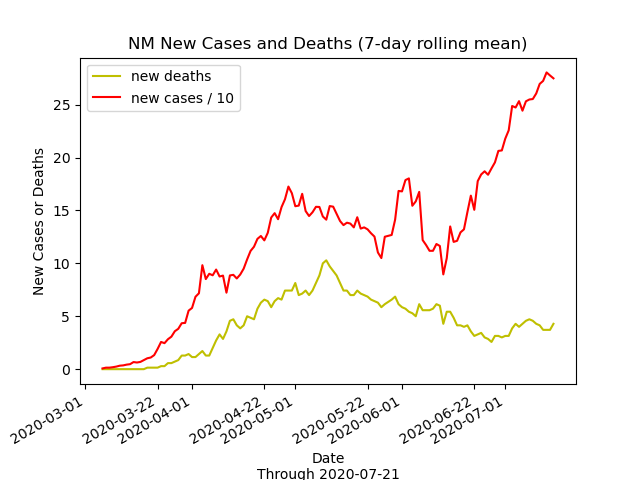 NM New Cases and Deaths (7-day rolling mean)
new deaths
new cases / 10
25
20
15
10
5
0
New Cases or Deaths
2020-03-01
2020-03-22
2020-04-01
2020-04-22
2020-05-01
2020-05-22
2020-06-01
2020-06-22
2020-07-01
Date
Through 2020-07-21